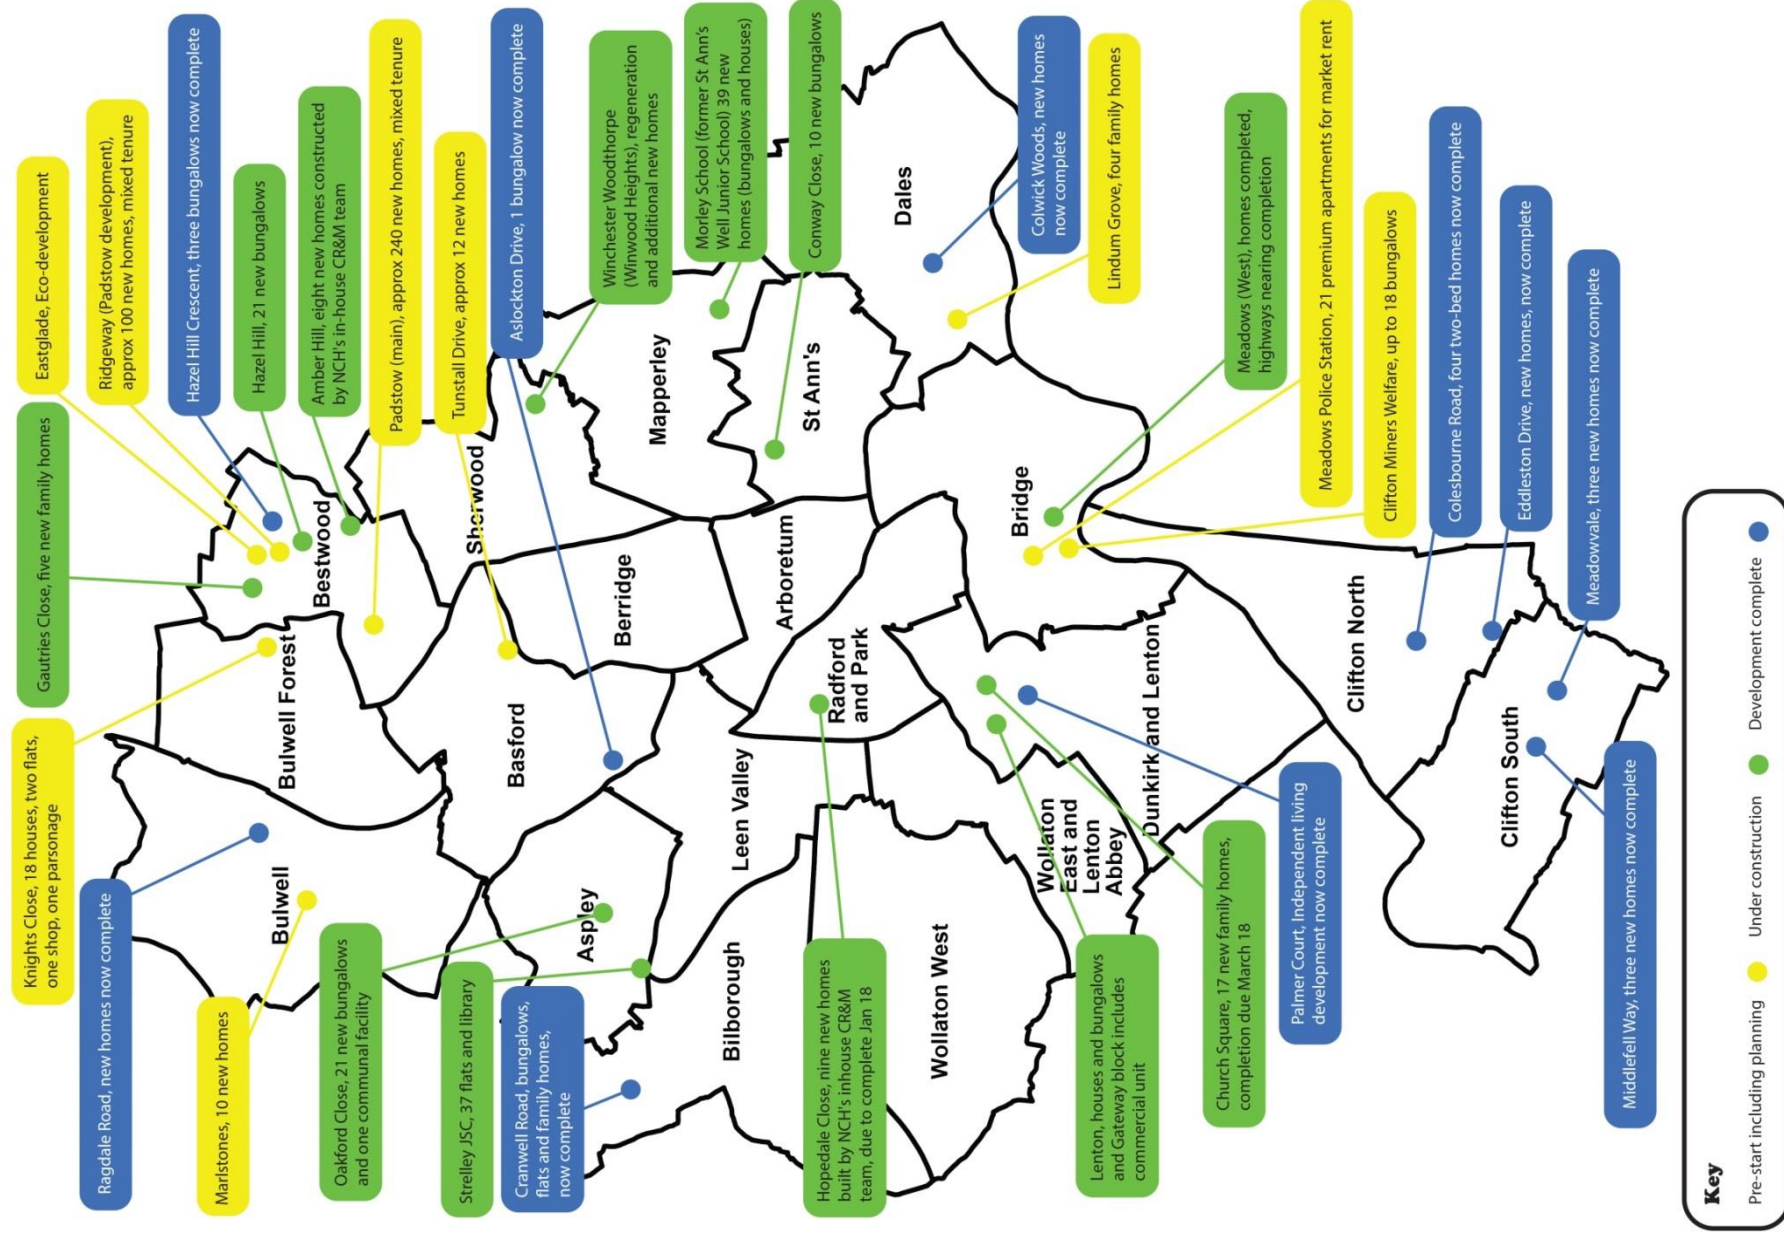 Knights Close, 18 houses, two flats,
one shop, one parsonage
Gautries Close, five new family homes
Eastglade, Eco-development
Ridgeway (Padstow development),
approx 100 new homes, mixed tenure
Hazel Hill Crescent, three bungalows now complete
Hazel Hill, 21 new bungalows
Amber Hill, eight new homes constructed
by NCH's in-house CR&M team
Padstow (main), approx 240 new homes, mixed tenure
Tunstall Drive, approx 12 new homes
Aslockton Drive, 1 bungalow now complete
Winchester Woodthorpe
(Winwood Heights), regeneration
and additional new homes
Morley School (former St Ann's
Well Junior School) 39 new
homes (bungalows and houses)
Conway Close, 10 new bungalows
Colwick Woods, new homes
now complete
Lindum Grove, four family homes
Meadows (West), homes completed,
highways nearing completion
Meadows Police Station, 21 premium apartments for market rent
Clifton Miners Welfare, up to 18 bungalows
Colesbourne Road, four two-bed homes now complete
Eddleston Drive, new homes, now complete
Meadowvale, three new homes now complete
Middlefell Way, three new homes now complete
Palmer Court, Independent living
development now complete
Church Square, 17 new family homes,
completion due March 18
Lenton, houses and bungalows
and Gateway block includes
commercial unit
Hopedale Close, nine new homes
built by NCH's inhouse CR&M
team, due to complete Jan 18
Cranwell Road, bungalows,
flats and family homes,
now complete
Strelley JSC, 37 flats and library
Oakford Close, 21 new bungalows
and one communal facility
Marlstones, 10 new homes
Ragdale Road, new homes now complete
Bulwell
Bulwell Forest
Bestwood
Sherwood
Basford
Berridge
Mapperley
St Ann's
Dales
Aspley
Leen Valley
Arboretum
Radford
and Park
Bilborough
Wollaton West
Wollaton
East and
Lenton
Abbey
Dunkirk and Lenton
Bridge
Clifton North
Clifton South
Key
Pre-start including planning
Under construction
Development complete